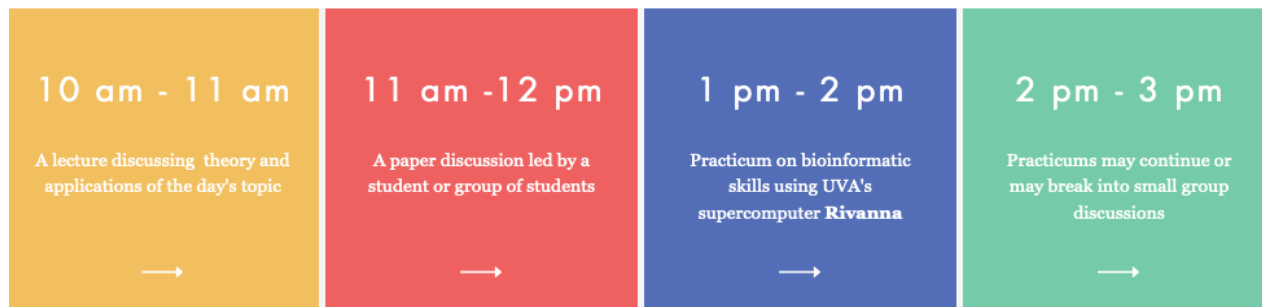 10 am - 11 am
A lecture discussing theory and
applications of the day's topic
11 am -12 pm
A paper discussion led by a
student or group of students
1 pm - 2 pm
Practicum on bioinformatic
skills using UVA's
supercomputer Rivanna
2 pm - 3 pm
Practicums may continue or
may break into small group
discussions